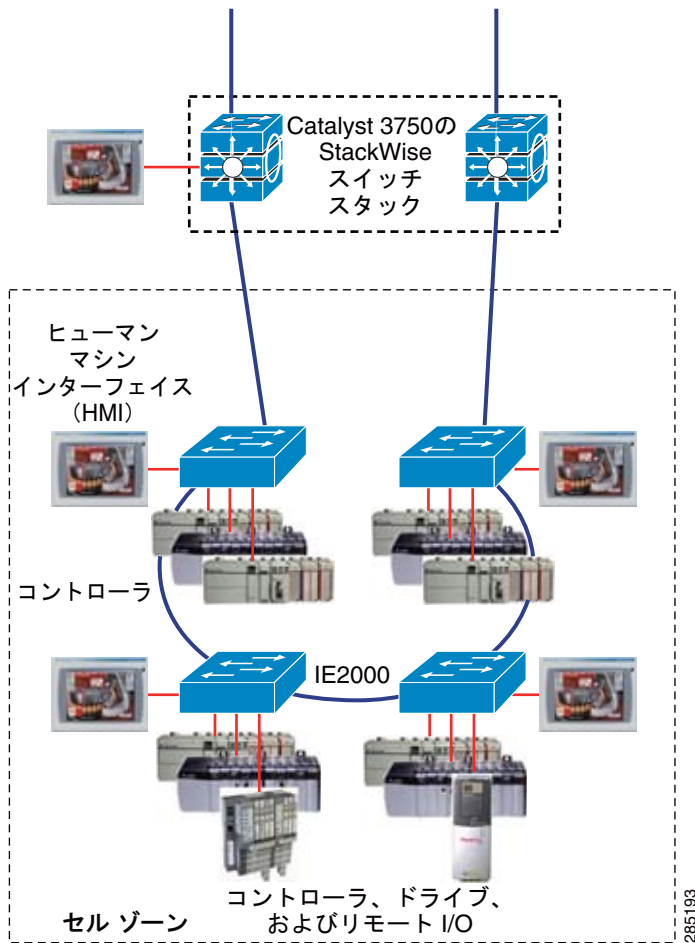 Catalyst 3750の
StackWise
スイッチ
スタック
ヒューマン
マシン
インターフェイス
（HMI）
コントローラ
IE2000
コントローラ、ドライブ、
およびリモート I/O
セル ゾーン
285193